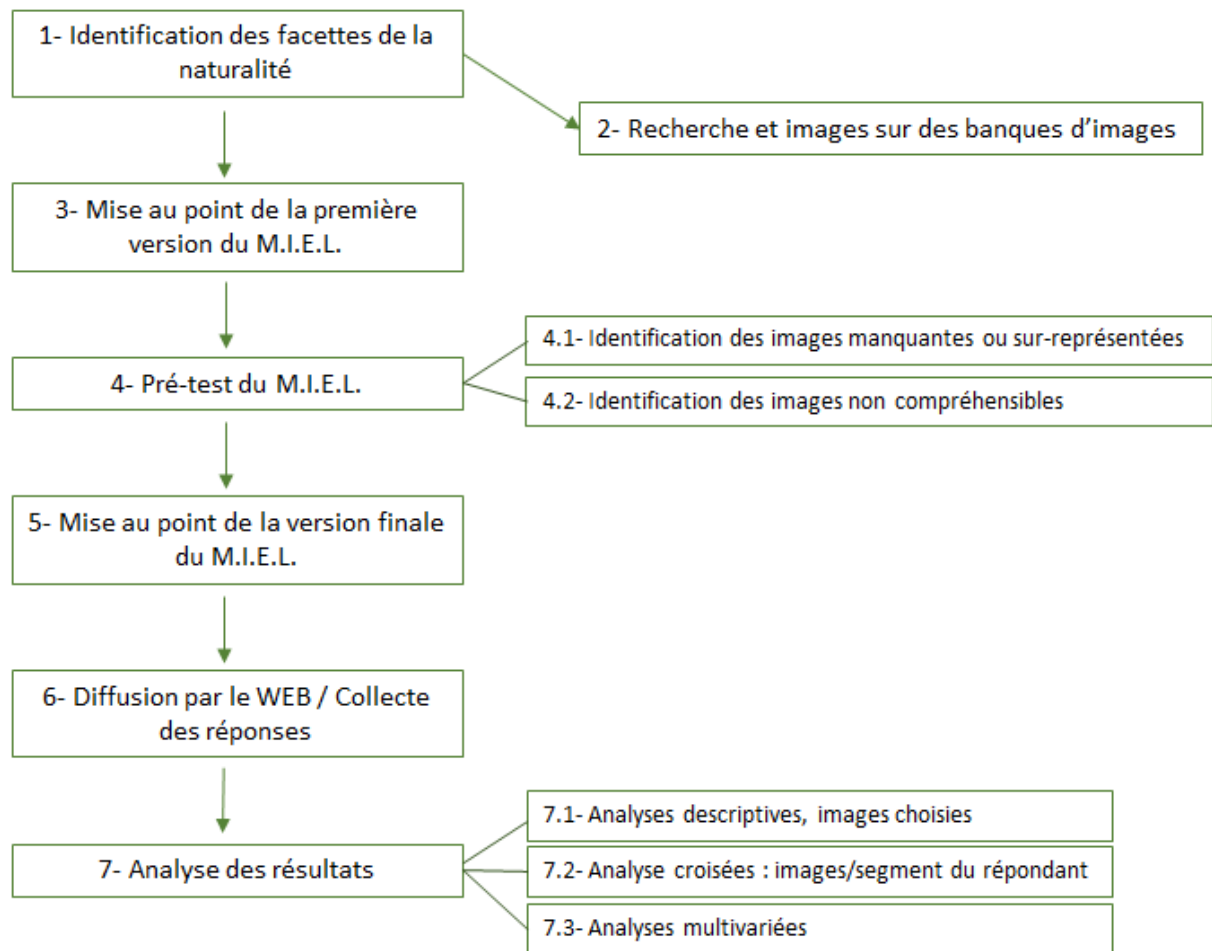 1- Identification des facettes de la
naturalité
2- Recherche et images sur des banques d’images
3- Mise au point de la première
version du M.I.E.L.
4.1- Identification des images manquantes ou sur-représentées
4- Pré-test du M.I.E.L.
4.2- Identification des images non compréhensibles
5- Mise au point de la version finale
du M.I.E.L.
6- Diffusion par le WEB / Collecte
des réponses
7.1- Analyses descriptives, images choisies
7- Analyse des résultats
7.2- Analyse croisées : images/segment du répondant
7.3- Analyses multivariées